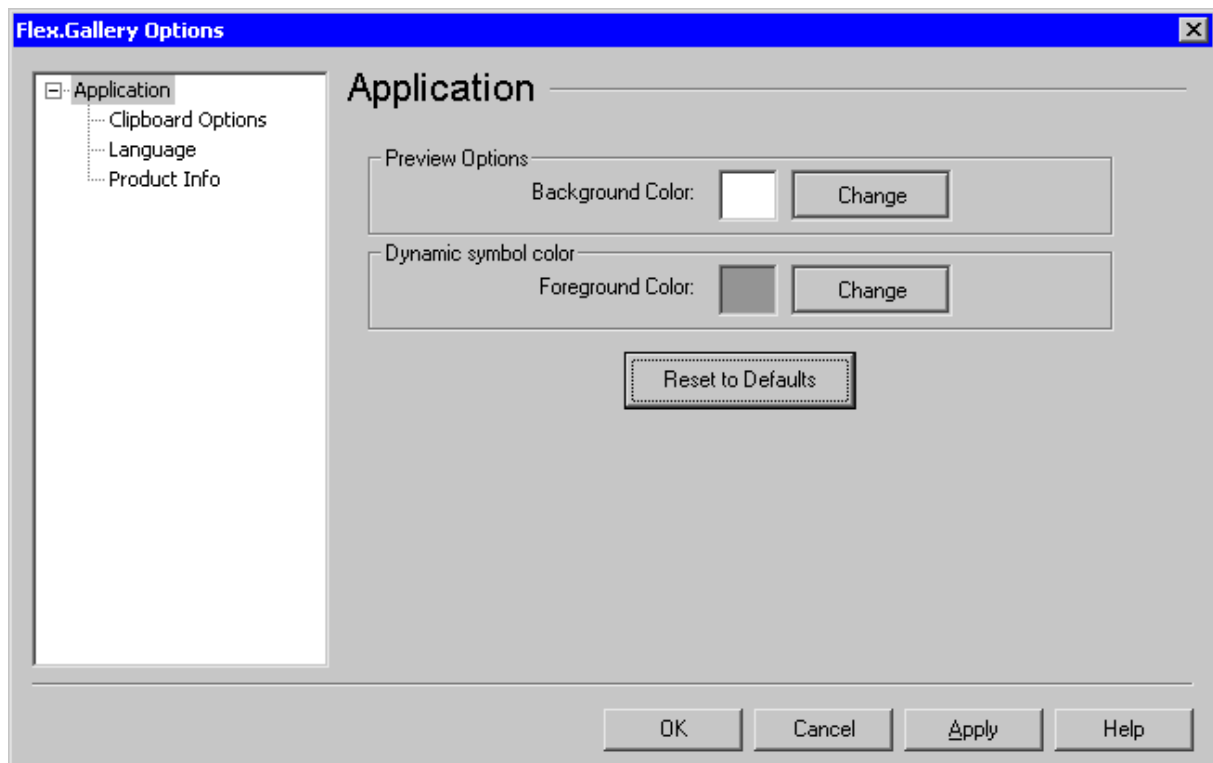 Flex.Gallery Options
Application
Clipboard Options
Language
Product Info
Application
Preview Options
Background Color:
Change
Dynamic symbol color
Foreground Color:
Change
Reset to Defaults
OK
Cancel
Apply
Help